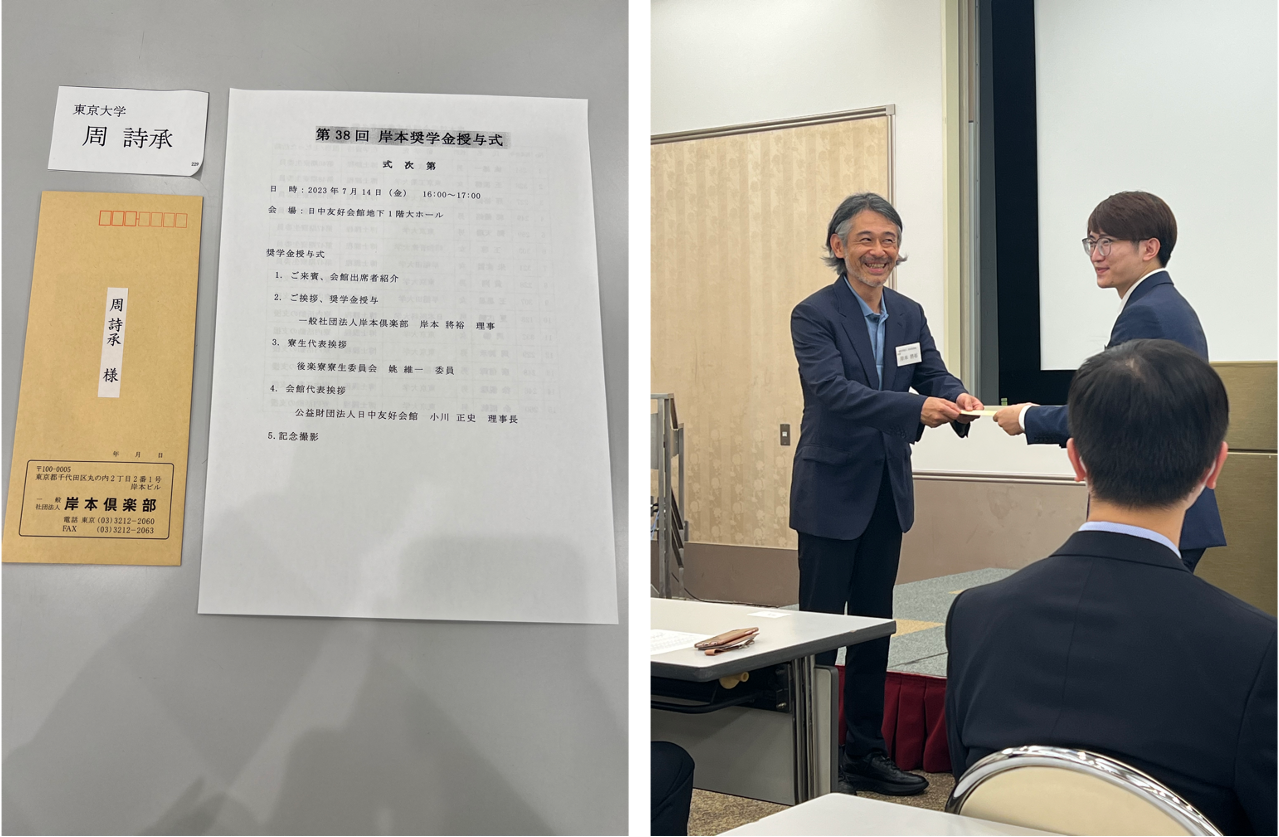 東京大学
周 詩承
229
周詩承 様
年 月 日
〒100-0005
東京都千代田区丸の内2丁目2番1号
岸本ビル
一般社団法人 岸本倶楽部
電話 東京 (03)3212-2060
FAX (03)3212-2063
第38回 岸本奨学金授与式
式 次 第
日 時：2023年7月14日（金） 16:00～17:00
会 場：日中友好会館地下1階大ホール
奨学金授与式
1. ご来賓、会館出席者紹介
2. ご挨拶、奨学金授与
一般社団法人岸本倶楽部 岸本 將裕 理事
3. 寮生代表挨拶
後楽寮寮生委員会 姚 維一 委員
4. 会館代表挨拶
公益財団法人日中友好会館 小川 正史 理事長
5.記念撮影